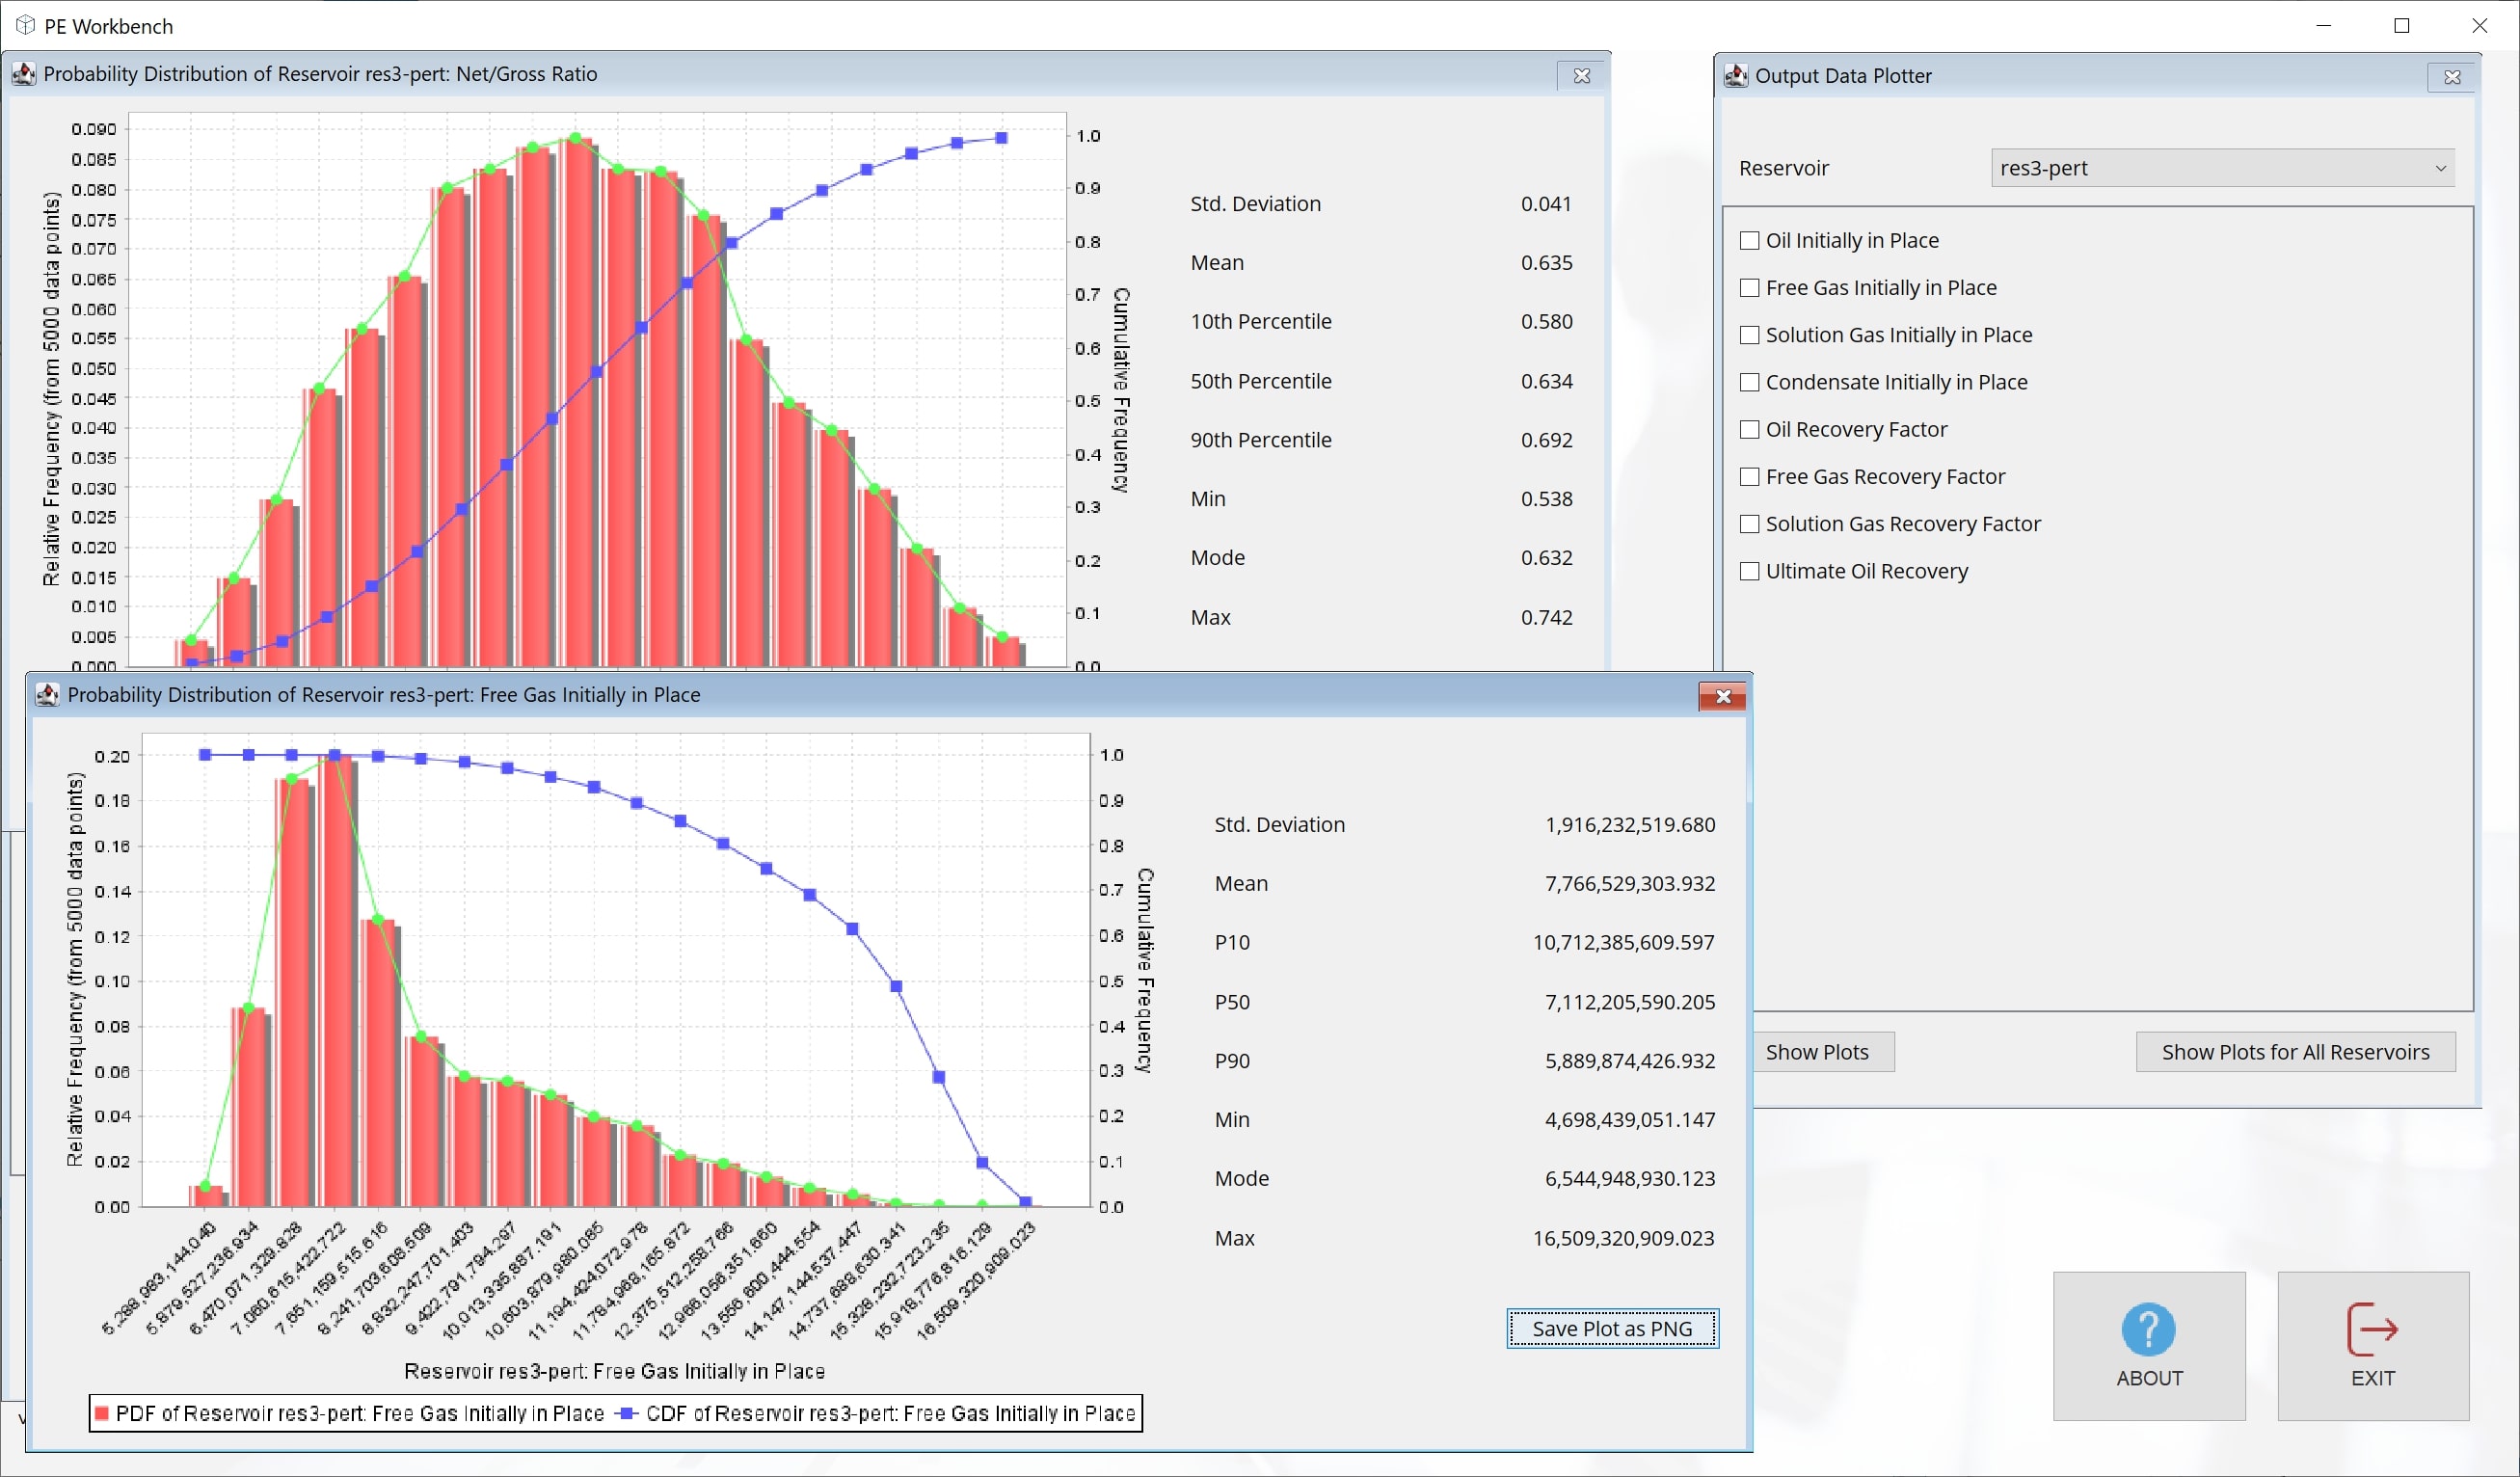 PE Workbench
Probability Distribution of Reservoir res3-pert: Net/Gross Ratio
Relative Frequency (from 5000 data points)
0.090
0.085
0.080
0.075
0.070
0.065
0.060
0.055
0.050
0.045
0.040
0.035
0.030
0.025
0.020
0.015
0.010
0.005
0.000
1.0
0.9
0.8
0.7
0.6
0.5
0.4
0.3
0.2
0.1
0.0
Cumulative Frequency
Std. Deviation 0.041
Mean 0.635
10th Percentile 0.580
50th Percentile 0.634
90th Percentile 0.692
Min 0.538
Mode 0.632
Max 0.742
Output Data Plotter
Reservoir res3-pert
Oil Initially in Place
Free Gas Initially in Place
Solution Gas Initially in Place
Condensate Initially in Place
Oil Recovery Factor
Free Gas Recovery Factor
Solution Gas Recovery Factor
Ultimate Oil Recovery
Show Plots
Show Plots for All Reservoirs
Probability Distribution of Reservoir res3-pert: Free Gas Initially in Place
Relative Frequency (from 5000 data points)
0.20
0.18
0.16
0.14
0.12
0.10
0.08
0.06
0.04
0.02
0.00
1.0
0.9
0.8
0.7
0.6
0.5
0.4
0.3
0.2
0.1
0.0
Cumulative Frequency
5,288,983,144.040
5,879,527,236.934
6,470,071,329.828
7,060,615,422.722
7,651,159,515.616
8,241,703,608.509
8,832,247,701.403
9,422,791,794.297
10,013,335,887.191
10,603,879,980.085
11,194,424,072.978
11,784,968,165.872
12,375,512,258.766
12,966,056,351.660
13,556,600,444.554
14,147,144,537.447
14,737,688,630.341
15,328,232,723.235
15,918,776,816.129
16,509,320,909.023
Reservoir res3-pert: Free Gas Initially in Place
PDF of Reservoir res3-pert: Free Gas Initially in Place CDF of Reservoir res3-pert: Free Gas Initially in Place
Std. Deviation 1,916,232,519.680
Mean 7,766,529,303.932
P10 10,712,385,609.597
P50 7,112,205,590.205
P90 5,889,874,426.932
Min 4,698,439,051.147
Mode 6,544,948,930.123
Max 16,509,320,909.023
Save Plot as PNG
ABOUT
EXIT